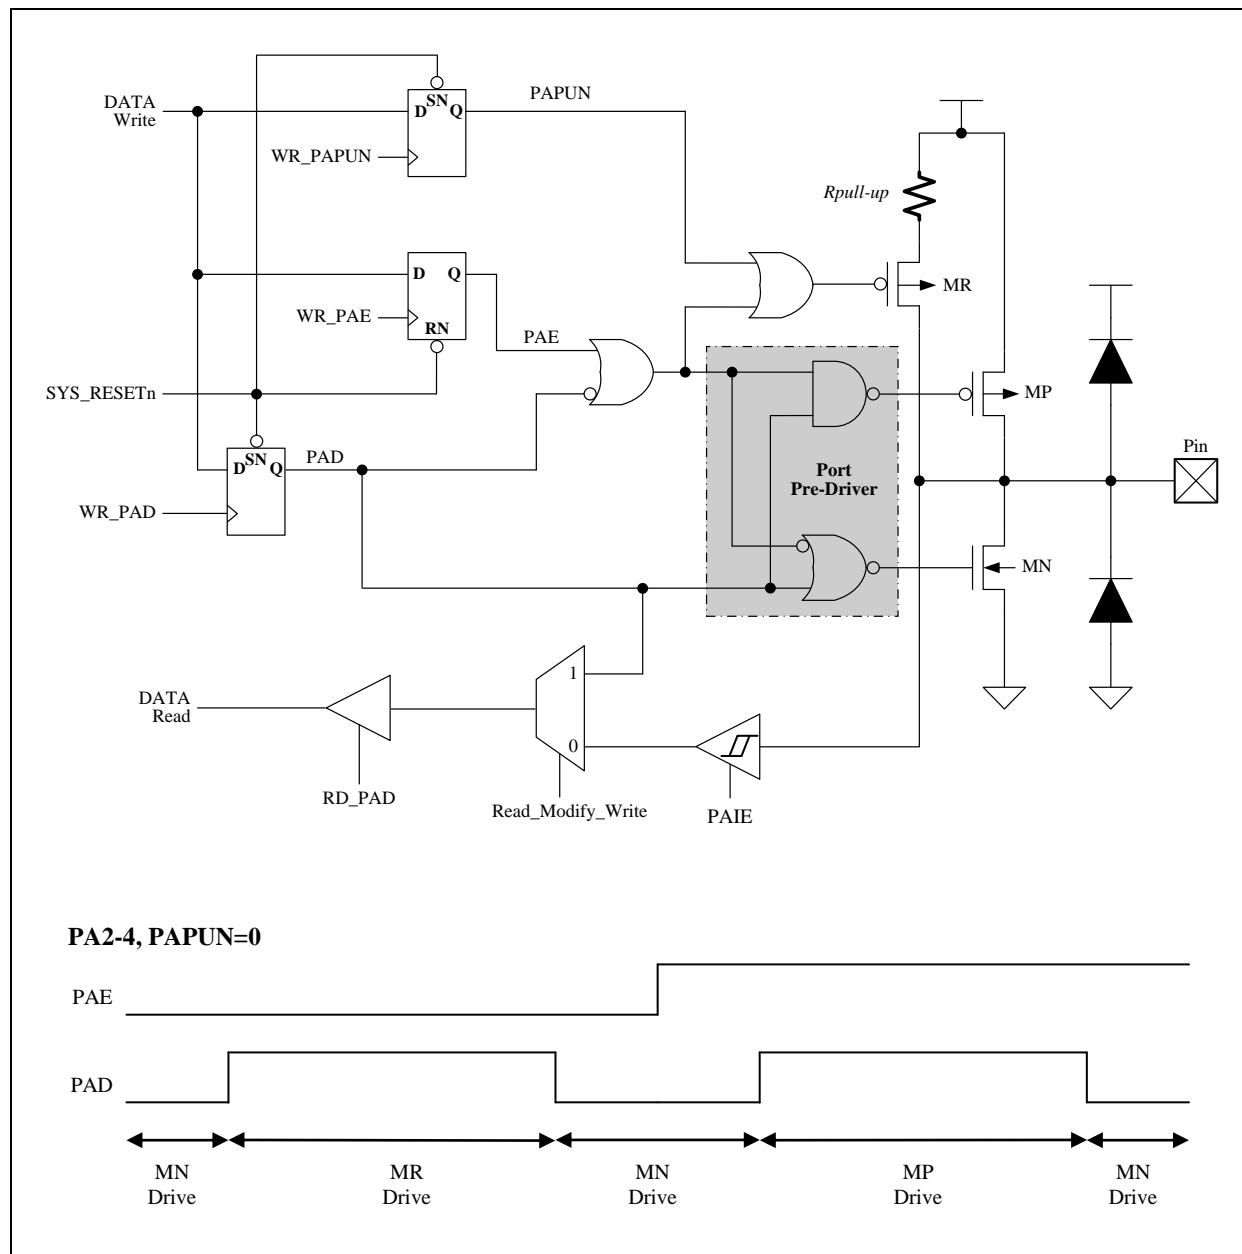 DATA
Write
D
SN
Q
PAPUN
WR_PAPUN
Rpull-up
D
Q
MR
WR_PAE
RN
PAE
SYS_RESETn
MP
Pin
D
SN
Q
PAD
Port
Pre-Driver
WR_PAD
MN
1
DATA
Read
0
RD_PAD
Read_Modify_Write
PAIE
PA2-4, PAPUN=0
PAE
PAD
MN
Drive
MR
Drive
MN
Drive
MP
Drive
MN
Drive